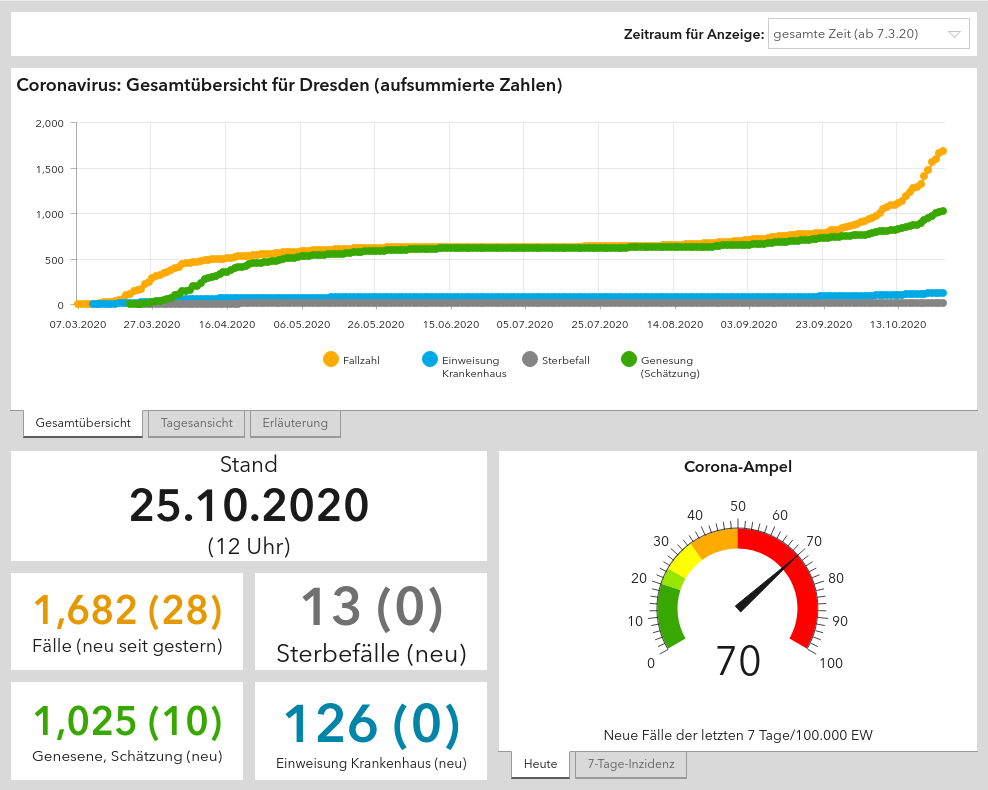 Zeitraum für Anzeige: gesamte Zeit (ab 7.3.20)
Coronavirus: Gesamtübersicht für Dresden (aufsummierte Zahlen)
2,000
1,500
1,000
500
0
07.03.2020 27.03.2020 16.04.2020 06.05.2020 26.05.2020 15.06.2020 05.07.2020 25.07.2020 14.08.2020 03.09.2020 23.09.2020 13.10.2020
Fallzahl
Einweisung
Krankenhaus
Sterbefall
Genesung
(Schätzung)
Gesamtübersicht Tagesansicht Erläuterung
Stand
25.10.2020
(12 Uhr)
1,682 (28)
Fälle (neu seit gestern)
13 (0)
Sterbefälle (neu)
1,025 (10)
Genesene, Schätzung (neu)
126 (0)
Einweisung Krankenhaus (neu)
Corona-Ampel
0
10
20
30
40
50
60
70
80
90
100
70
Neue Fälle der letzten 7 Tage/100.000 EW
Heute 7-Tage-Inzidenz